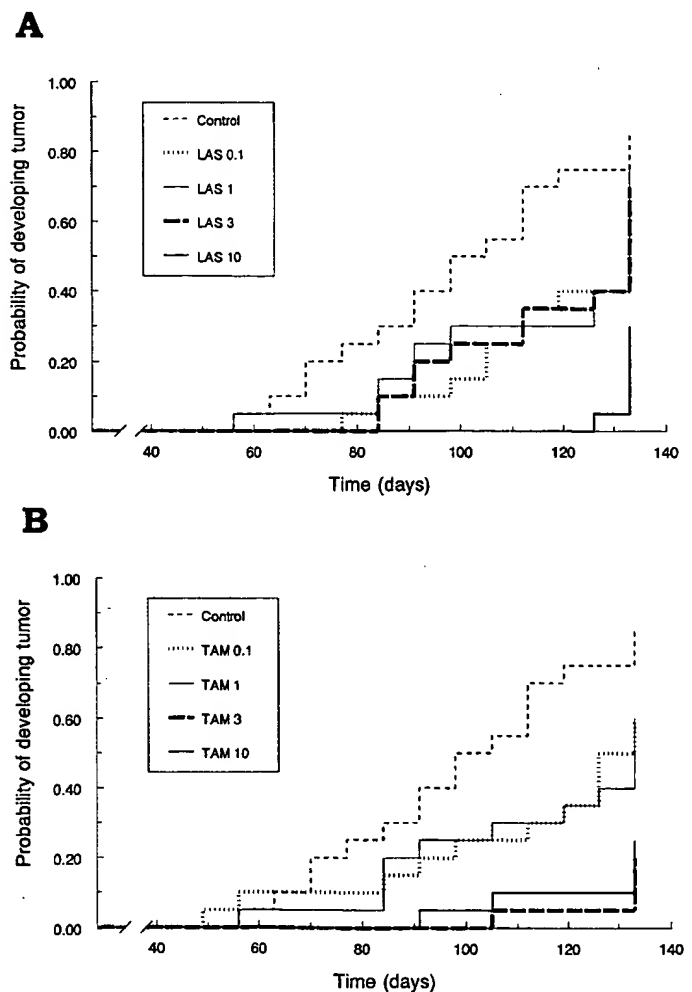 A
Probability of developing tumor
1.00
0.80
0.60
0.40
0.20
0.00
Control
LAS 0.1
LAS 1
LAS 3
LAS 10
40
60
80
100
120
140
Time (days)
B
Probability of developing tumor
1.00
0.80
0.60
0.40
0.20
0.00
Control
TAM 0.1
TAM 1
TAM 3
TAM 10
40
60
80
100
120
140
Time (days)